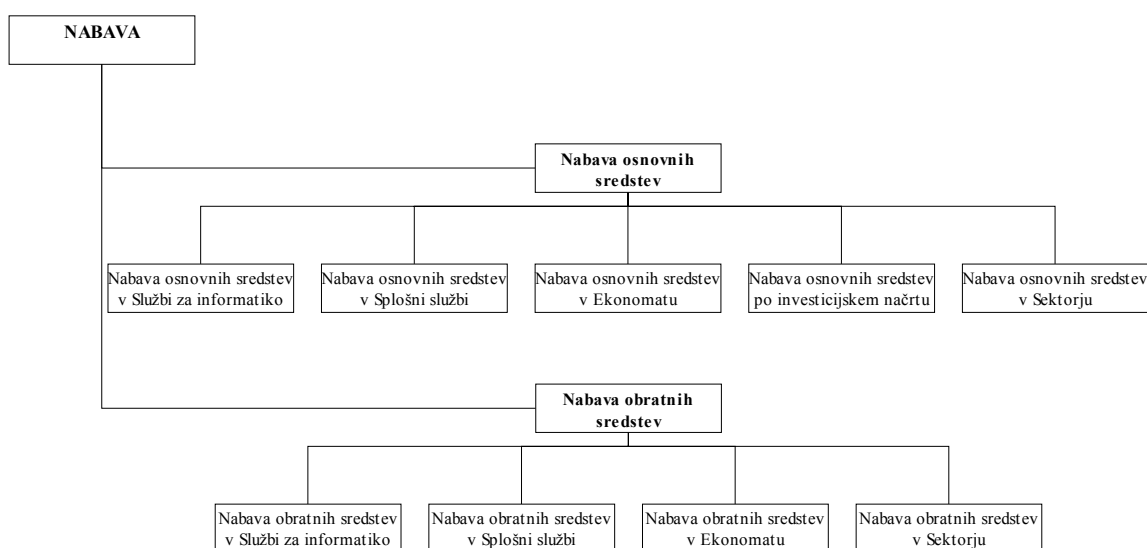 NABAVA
Nabava osnovnih
sredstev
Nabava osnovnih sredstev
v Službi za informatiko
Nabava osnovnih sredstev
v Splošni službi
Nabava osnovnih sredstev
v Ekonomatu
Nabava osnovnih sredstev
po investicijskem načrtu
Nabava osnovnih sredstev
v Sektorju
Nabava obratnih
sredstev
Nabava obratnih sredstev
v Službi za informatiko
Nabava obratnih sredstev
v Splošni službi
Nabava obratnih sredstev
v Ekonomatu
Nabava obratnih sredstev
v Sektorju